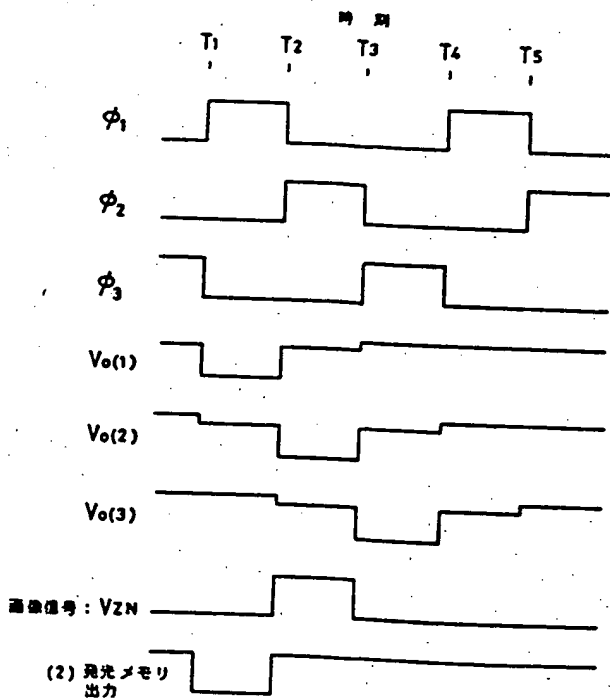 時 刻
T1 T2 T3 T4 T5
φ1
φ2
φ3
Vo(1)
Vo(2)
Vo(3)
画像信号 : VZN
(2) 発光メモリ
出力